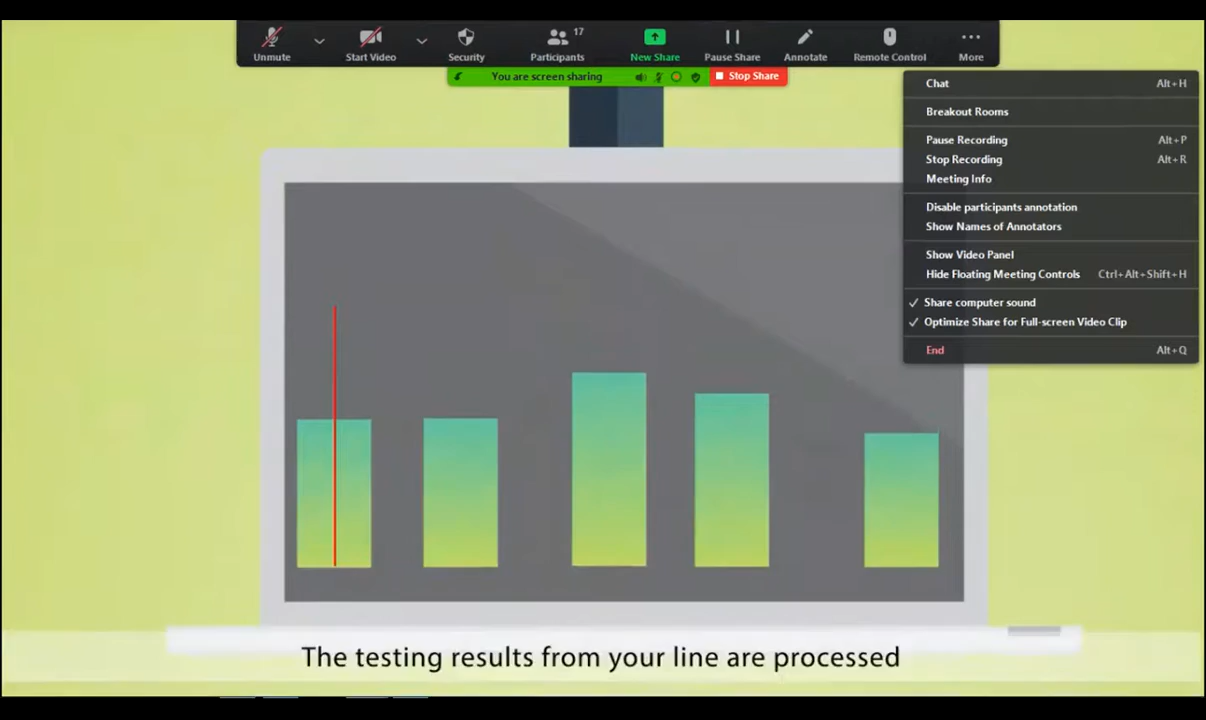 Unmute
Start Video
Security
Participants 17
New Share
Pause Share
Annotate
Remote Control
More
You are screen sharing
Stop Share
Chat Alt+H
Breakout Rooms
Pause Recording Alt+P
Stop Recording Alt+R
Meeting Info
Disable participants annotation
Show Names of Annotators
Show Video Panel
Hide Floating Meeting Controls Ctrl+Alt+Shift+H
Share computer sound
Optimize Share for Full-screen Video Clip
End Alt+Q
The testing results from your line are processed